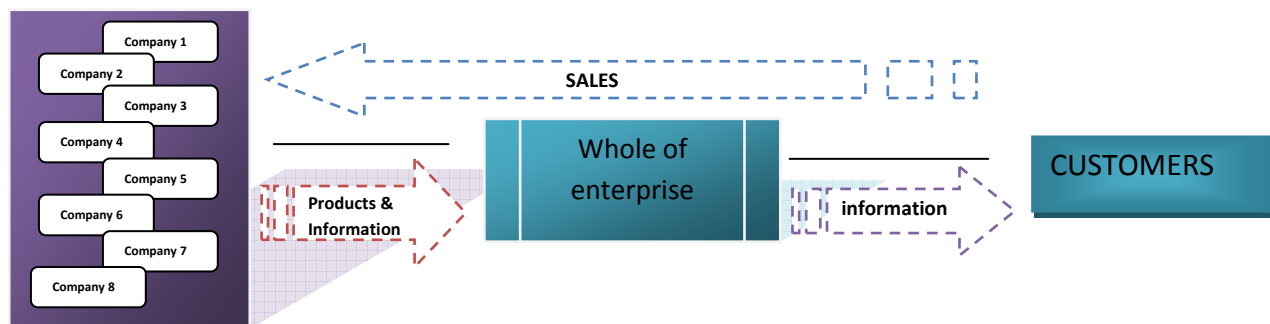 Company 1
Company 2
Company 3
Company 4
Company 5
Company 6
Company 7
Company 8
SALES
Products &
Information
Whole of
enterprise
information
CUSTOMERS